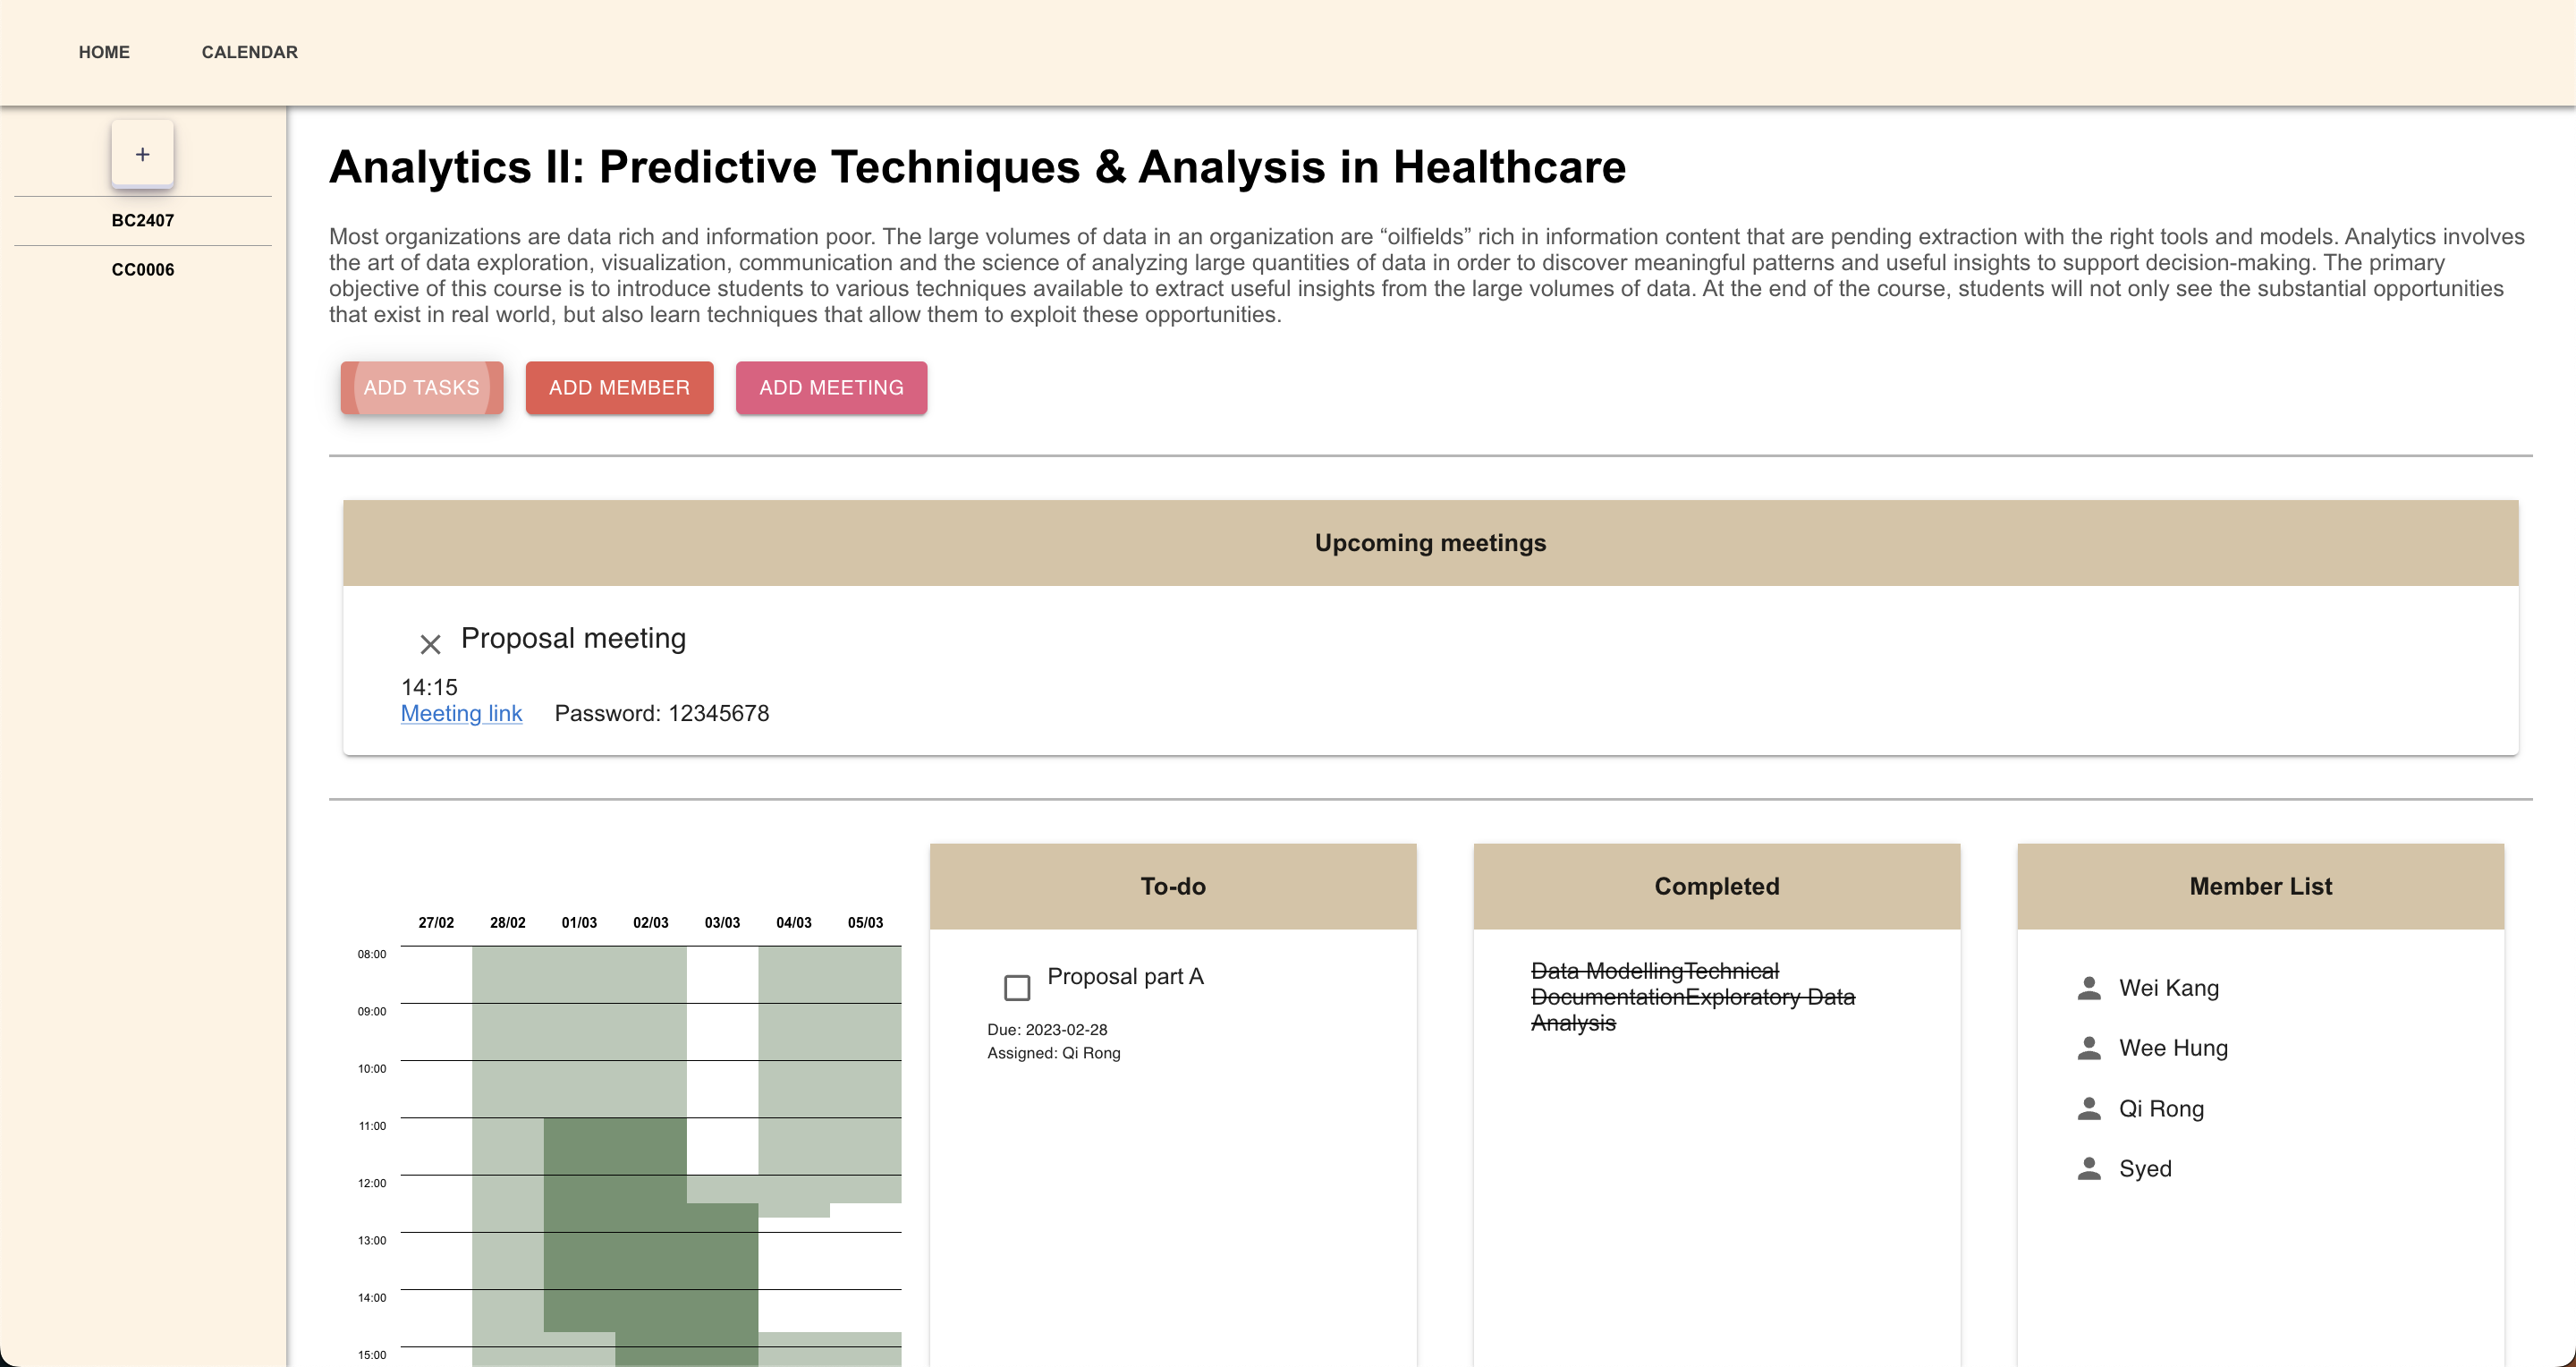 HOME
CALENDAR
+
BC2407
CC0006
Analytics II: Predictive Techniques & Analysis in Healthcare
Most organizations are data rich and information poor. The large volumes of data in an organization are “oilfields” rich in information content that are pending extraction with the right tools and models. Analytics involves
the art of data exploration, visualization, communication and the science of analyzing large quantities of data in order to discover meaningful patterns and useful insights to support decision-making. The primary
objective of this course is to introduce students to various techniques available to extract useful insights from the large volumes of data. At the end of the course, students will not only see the substantial opportunities
that exist in real world, but also learn techniques that allow them to exploit these opportunities.
ADD TASKS
ADD MEMBER
ADD MEETING
Upcoming meetings
Proposal meeting
14:15
Meeting link Password: 12345678
27/02 28/02 01/03 02/03 03/03 04/03 05/03
08:00
09:00
10:00
11:00
12:00
13:00
14:00
15:00
To-do
Proposal part A
Due: 2023-02-28
Assigned: Qi Rong
Completed
Data ModellingTechnical
DocumentationExploratory Data
Analysis
Member List
Wei Kang
Wee Hung
Qi Rong
Syed